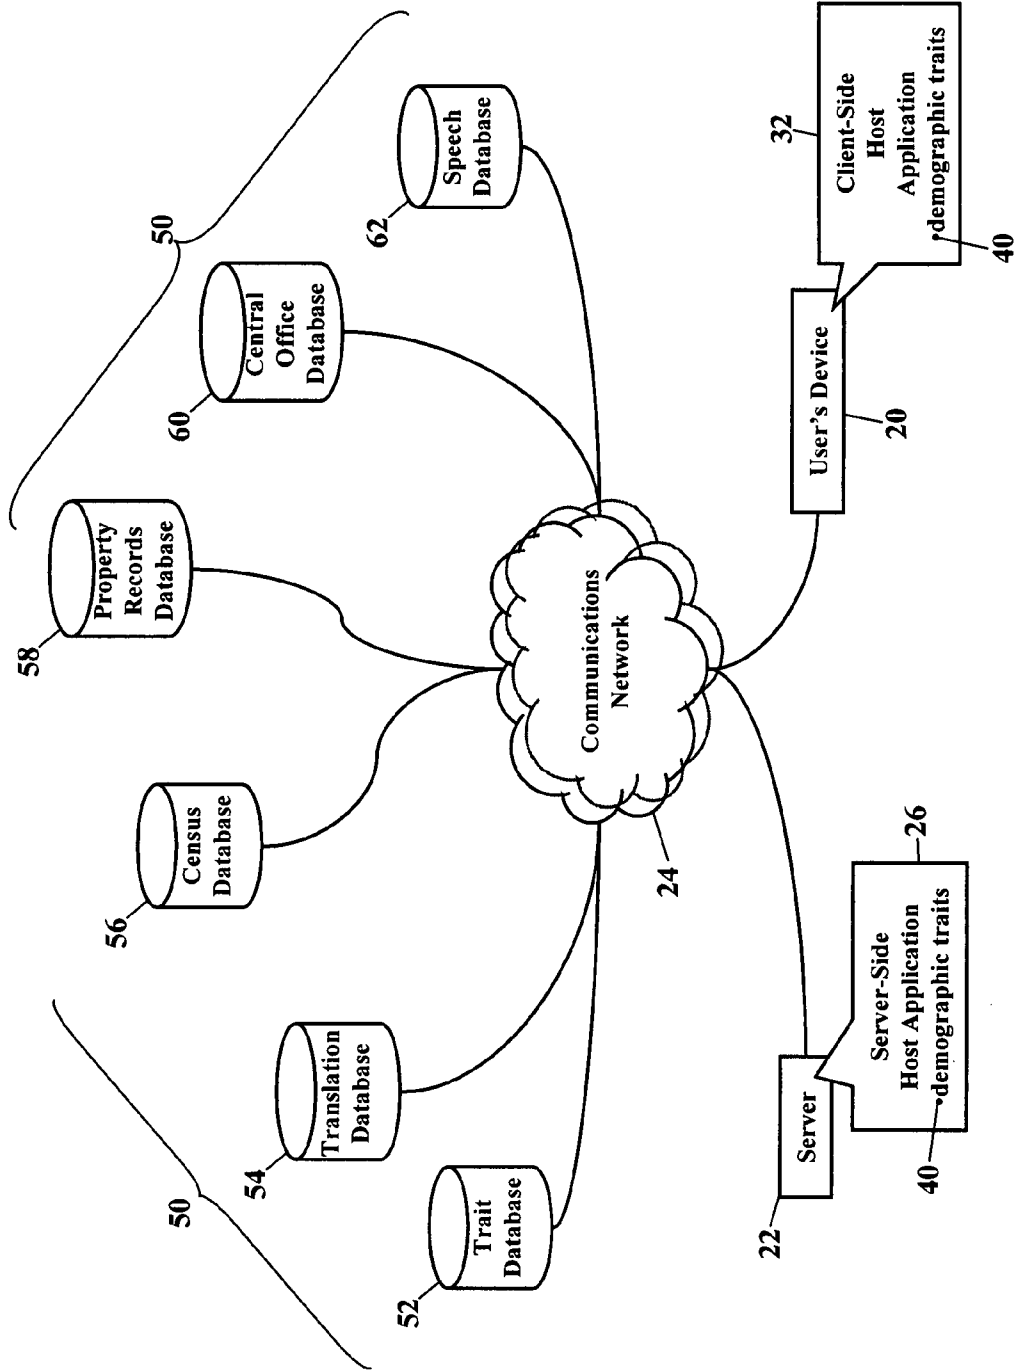 50
50
58
Property
Records
Database
56
Census
Database
60
Central
Office
Database
54
Translation
Database
62
Speech
Database
52
Trait
Database
Communications
Network
24
22
Server
User's Device
20
26
Server-Side
Host Application
•demographic traits
40
32
Client-Side
Host
Application
•demographic traits
40